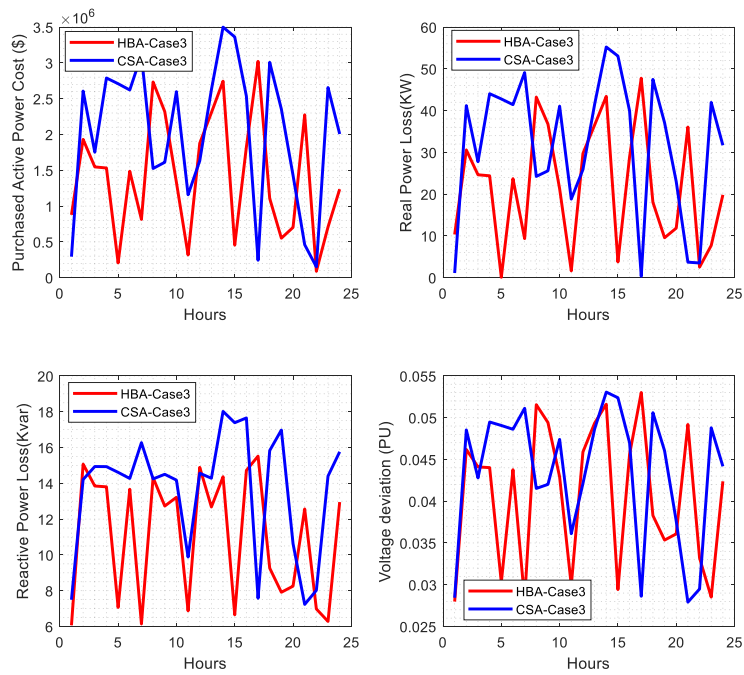 ×10⁶
Purchased Active Power Cost ($)
3.5
3
2.5
2
1.5
1
0.5
0
HBA-Case3
CSA-Case3
0 5 10 15 20 25
Hours
Real Power Loss(KW)
60
50
40
30
20
10
0
HBA-Case3
CSA-Case3
0 5 10 15 20 25
Hours
Reactive Power Loss(Kvar)
20
18
16
14
12
10
8
6
HBA-Case3
CSA-Case3
0 5 10 15 20 25
Hours
Voltage deviation (PU)
0.055
0.05
0.045
0.04
0.035
0.03
0.025
HBA-Case3
CSA-Case3
0 5 10 15 20 25
Hours